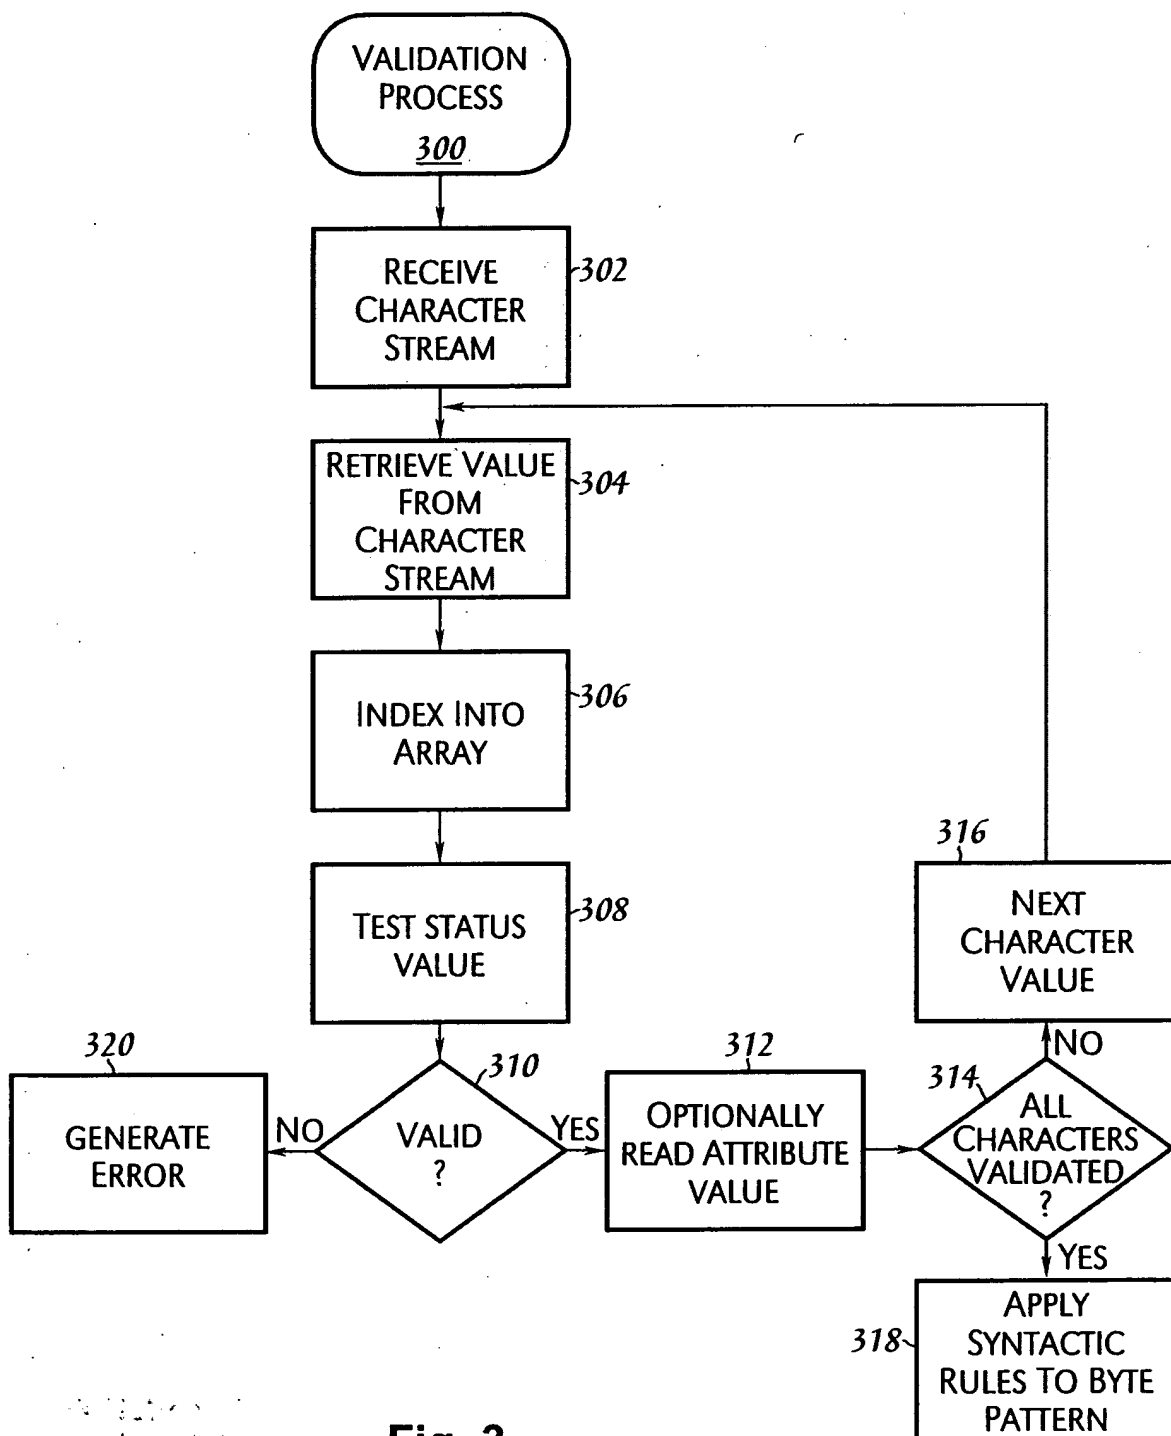 VALIDATION
PROCESS
300
RECEIVE
CHARACTER
STREAM
302
RETRIEVE VALUE
FROM
CHARACTER
STREAM
304
INDEX INTO
ARRAY
306
TEST STATUS
VALUE
308
VALID
?
310
NO
GENERATE
ERROR
320
YES
OPTIONALLY
READ ATTRIBUTE
VALUE
312
ALL
CHARACTERS
VALIDATED
?
314
NO
NEXT
CHARACTER
VALUE
316
YES
APPLY
SYNTACTIC
RULES TO BYTE
PATTERN
318
Fig. 3